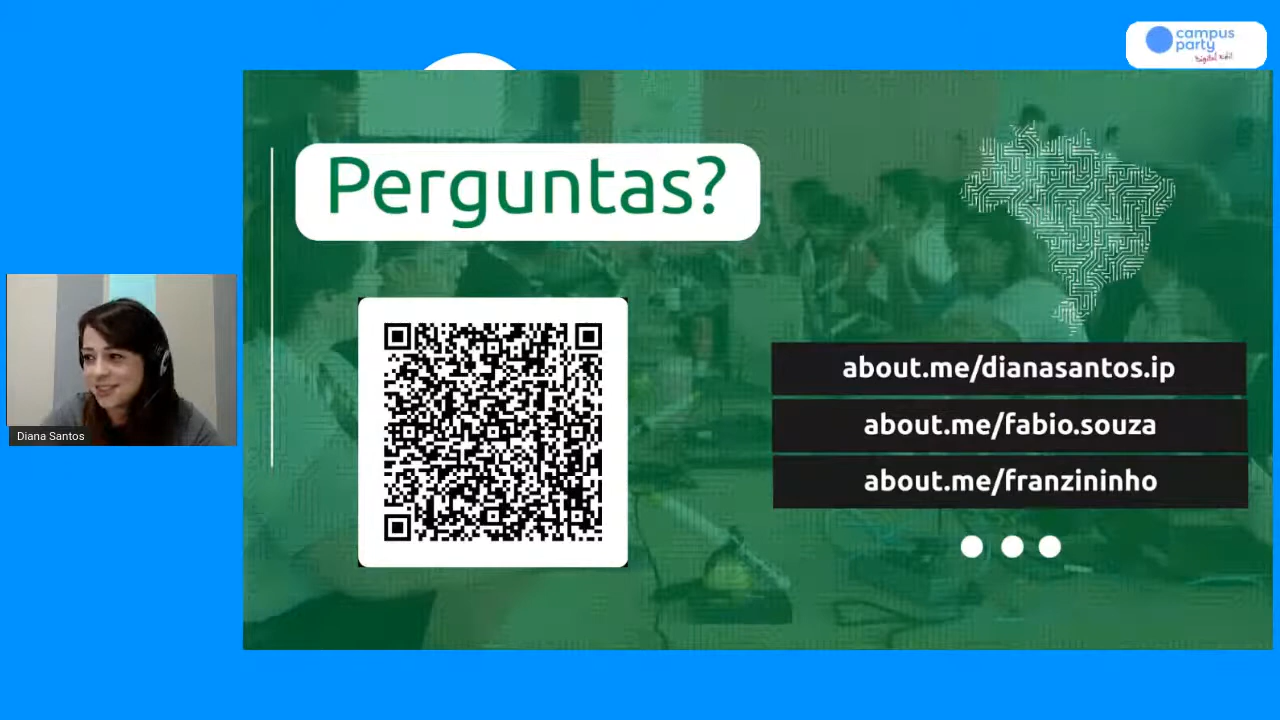 campus
party
Perguntas?
about.me/dianasantos.ip
about.me/fabio.souza
about.me/franzininho
Diana Santos